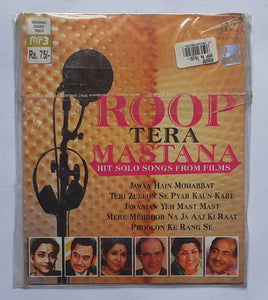 ORIGINAL
SOUND
TRACK
MP3
Rs. 75/-
ROOP
TERA
MASTANA
HIT SOLO SONGS FROM FILMS
JAWAN HAIN MOHABBAT
TERI ZULFON SE PYAR KAUN KARE
JAWANIAN YEH MAST MAST
MERE MEHBOOB NA JA AAJ KI RAAT
PHOOLON KE RANG SE